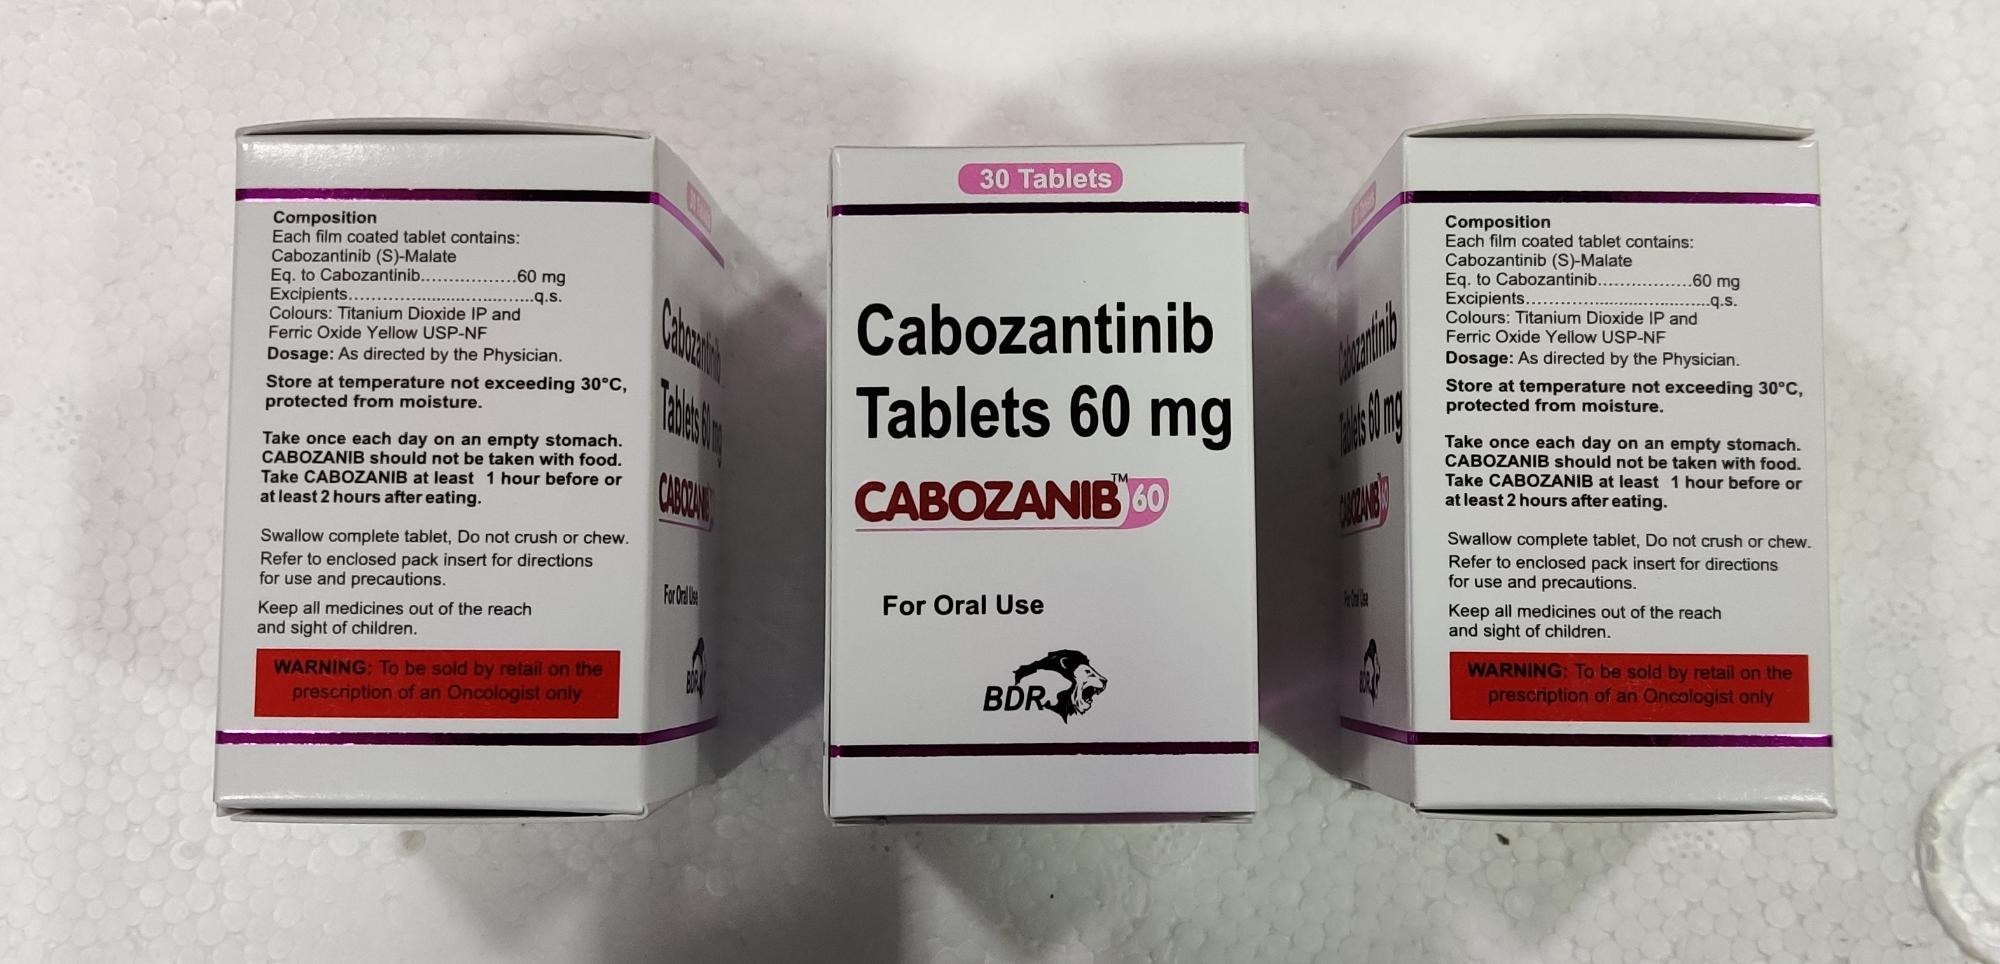 Composition
Each film coated tablet contains:
Cabozantinib (S)-Malate
Eq. to Cabozantinib..................60 mg
Excipients...................................q.s.
Colours: Titanium Dioxide IP and
Ferric Oxide Yellow USP-NF
Dosage: As directed by the Physician.
Store at temperature not exceeding 30°C,
protected from moisture.
Take once each day on an empty stomach.
CABOZANIB should not be taken with food.
Take CABOZANIB at least 1 hour before or
at least 2 hours after eating.
Swallow complete tablet, Do not crush or chew.
Refer to enclosed pack insert for directions
for use and precautions.
Keep all medicines out of the reach
and sight of children.
WARNING: To be sold by retail on the
prescription of an Oncologist only
Cabozantinib
Tablets 60 mg
CABOZANIB
For Oral Use
BDR
30 Tablets
Cabozantinib
Tablets 60 mg
CABOZANIB™ 60
For Oral Use
BDR
Cabozantinib
Tablets 60 mg
CABOZANIB
For Oral Use
BDR
Composition
Each film coated tablet contains:
Cabozantinib (S)-Malate
Eq. to Cabozantinib..................60 mg
Excipients...................................q.s.
Colours: Titanium Dioxide IP and
Ferric Oxide Yellow USP-NF
Dosage: As directed by the Physician.
Store at temperature not exceeding 30°C,
protected from moisture.
Take once each day on an empty stomach.
CABOZANIB should not be taken with food.
Take CABOZANIB at least 1 hour before or
at least 2 hours after eating.
Swallow complete tablet, Do not crush or chew.
Refer to enclosed pack insert for directions
for use and precautions.
Keep all medicines out of the reach
and sight of children.
WARNING: To be sold by retail on the
prescription of an Oncologist only